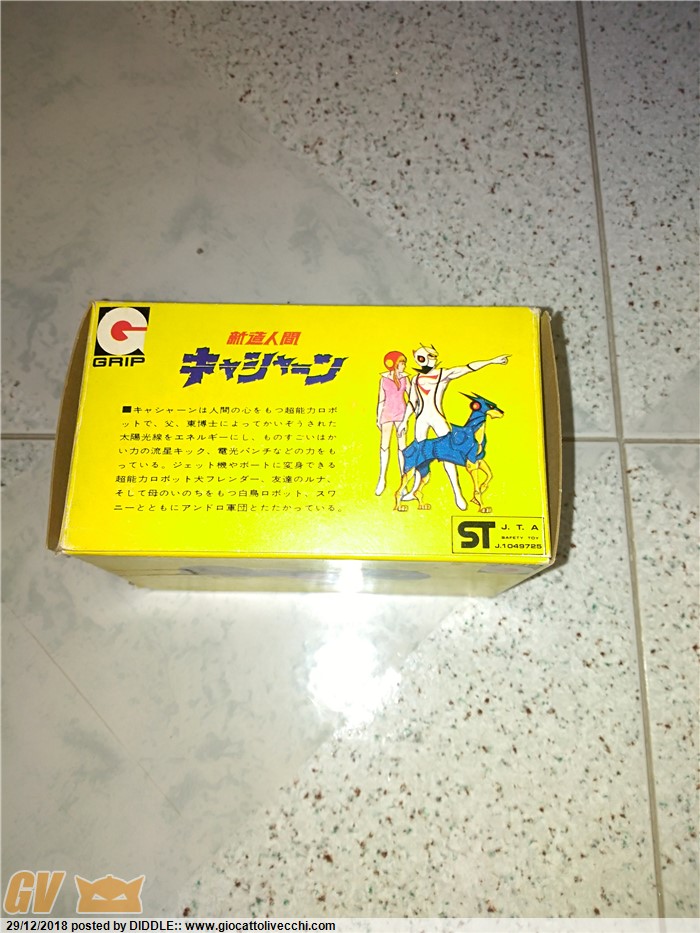 GRIP
新造人間
キャシャーン
■キャシャーンは人間の心をもつ超能力ロボ
ットで、父、東博士によってかいぞうされた
太陽光線をエネルギーにし、ものすごいはか
い力の流星キック、電光パンチなどの力をも
っている。ジェット機やボートに変身できる
超能力ロボット犬フレンダー、友達のルナ、
そして母のいのちをもつ白鳥ロボット、スワ
ニーとともにアンドロ軍団とたたかっている。
ST
J. T. A
SAFETY TOY
J.1049725
GV
29/12/2018 posted by DIDDLE:: www.giocattolivecchi.com